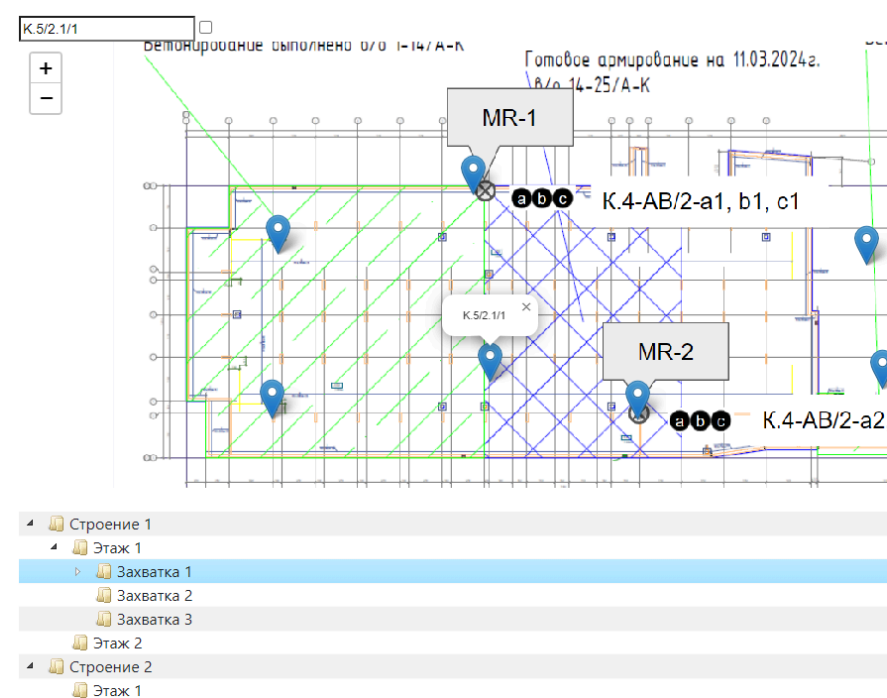 К.5/2.1/1
Бетонирование выполнено в/о 1-14/А-К
Готовое армирование на 11.03.2024г.
в/о 14-25/А-К
+
−
MR-1
a b c К.4-АВ/2-а1, b1, c1
К.5/2.1/1 ×
MR-2
a b c К.4-АВ/2-а2
Строение 1
Этаж 1
Захватка 1
Захватка 2
Захватка 3
Этаж 2
Строение 2
Этаж 1